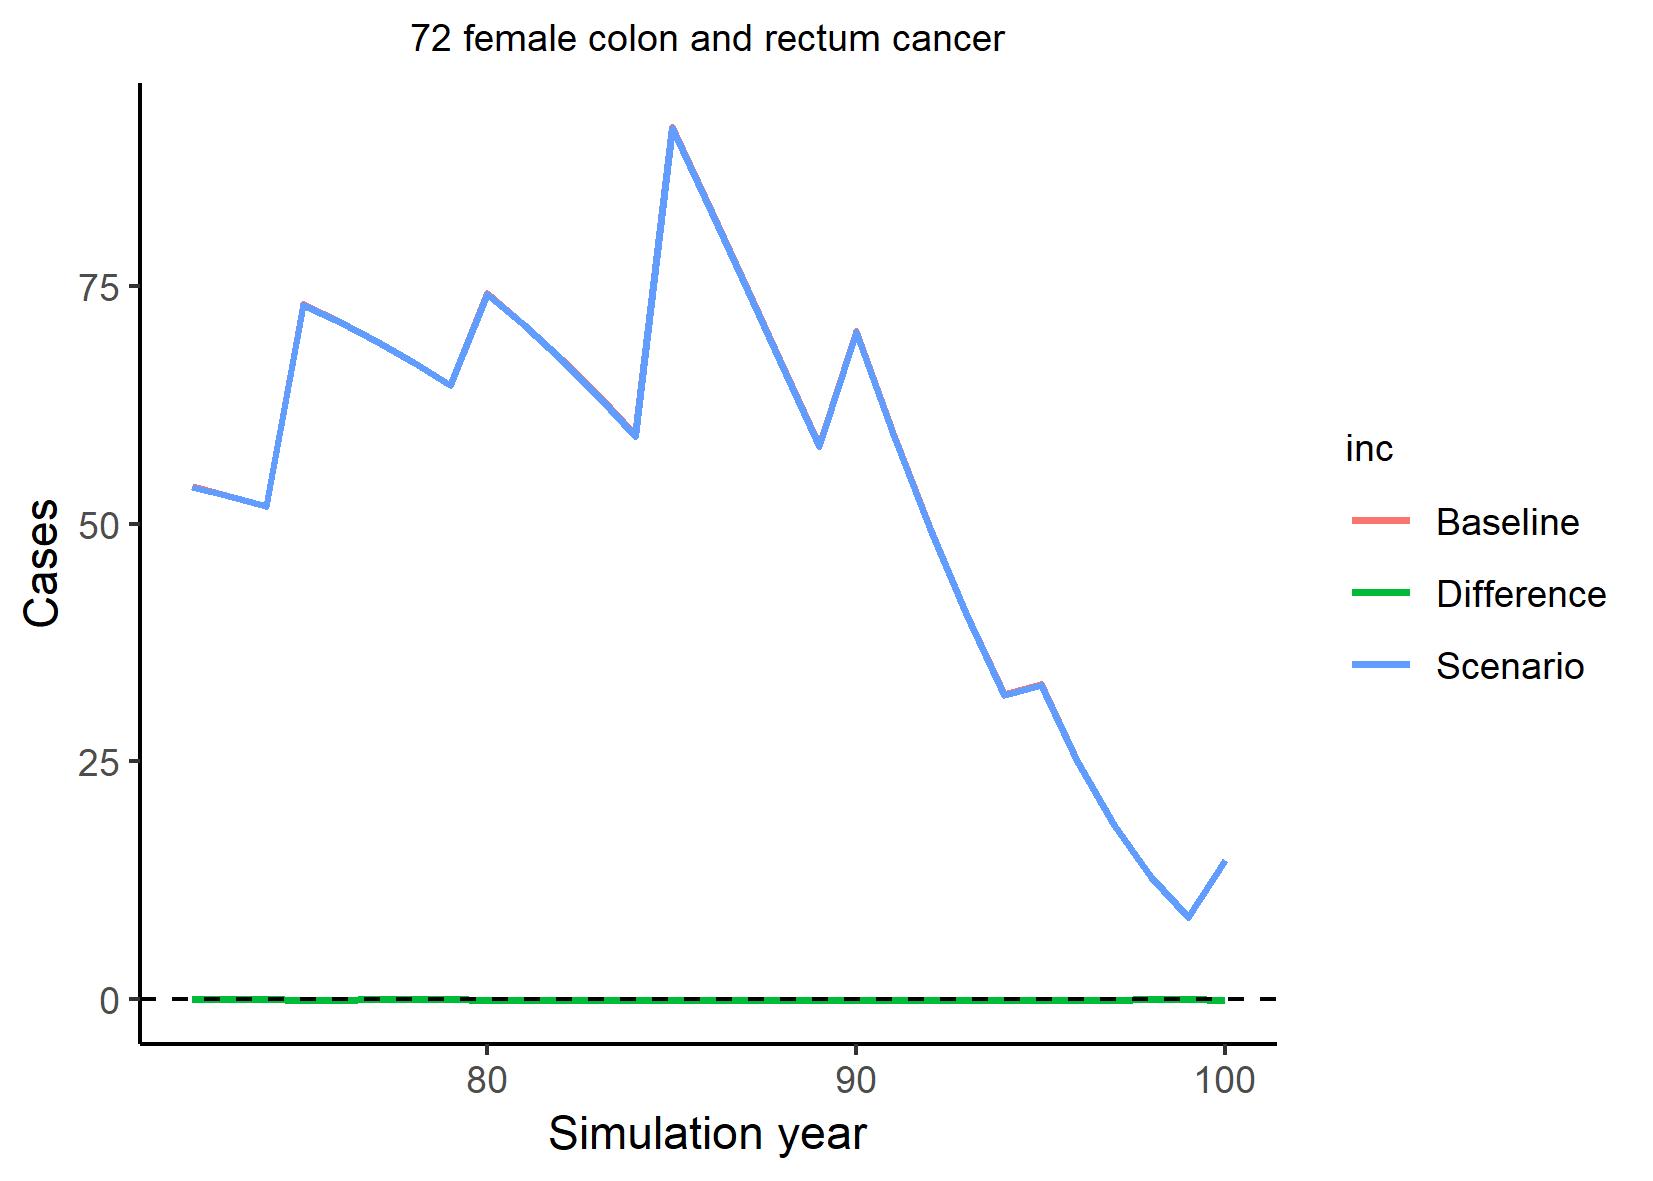 72 female colon and rectum cancer
Cases
75
50
25
0
80 90 100
Simulation year
inc
Baseline
Difference
Scenario